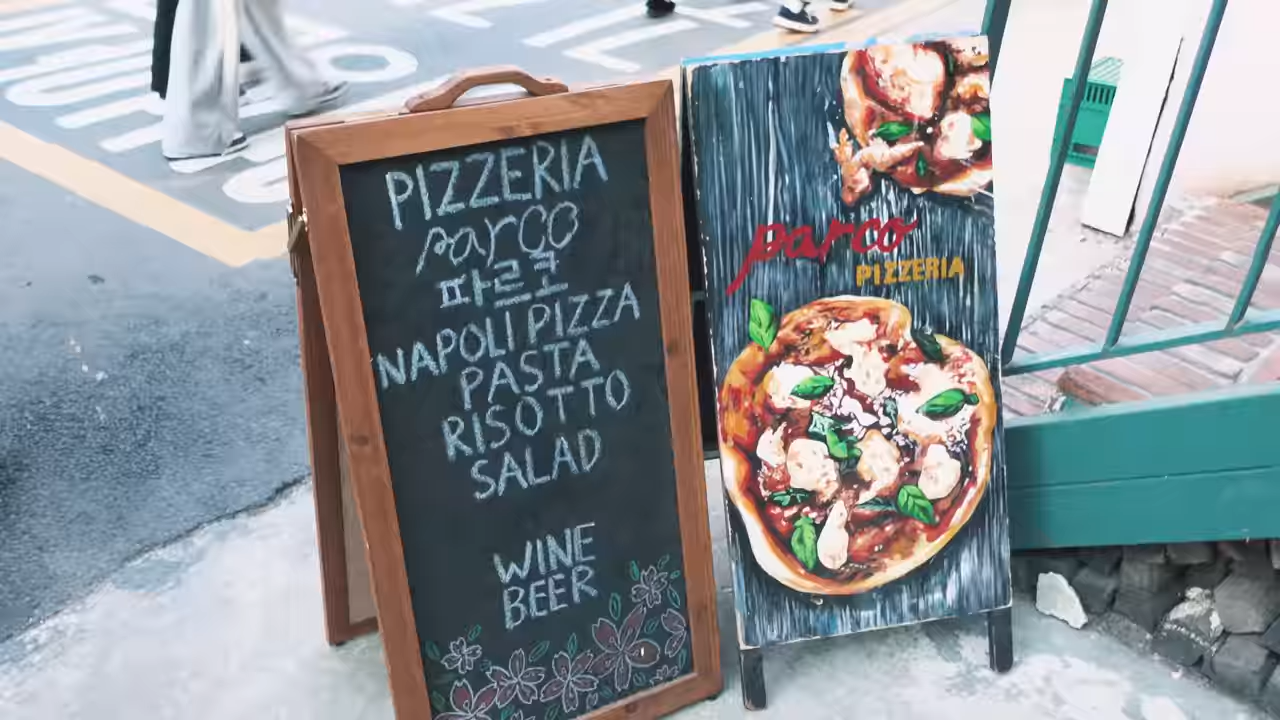 PIZZERIA
parco
파르코
NAPOLI PIZZA
PASTA
RISOTTO
SALAD
WINE
BEER
parco
PIZZERIA